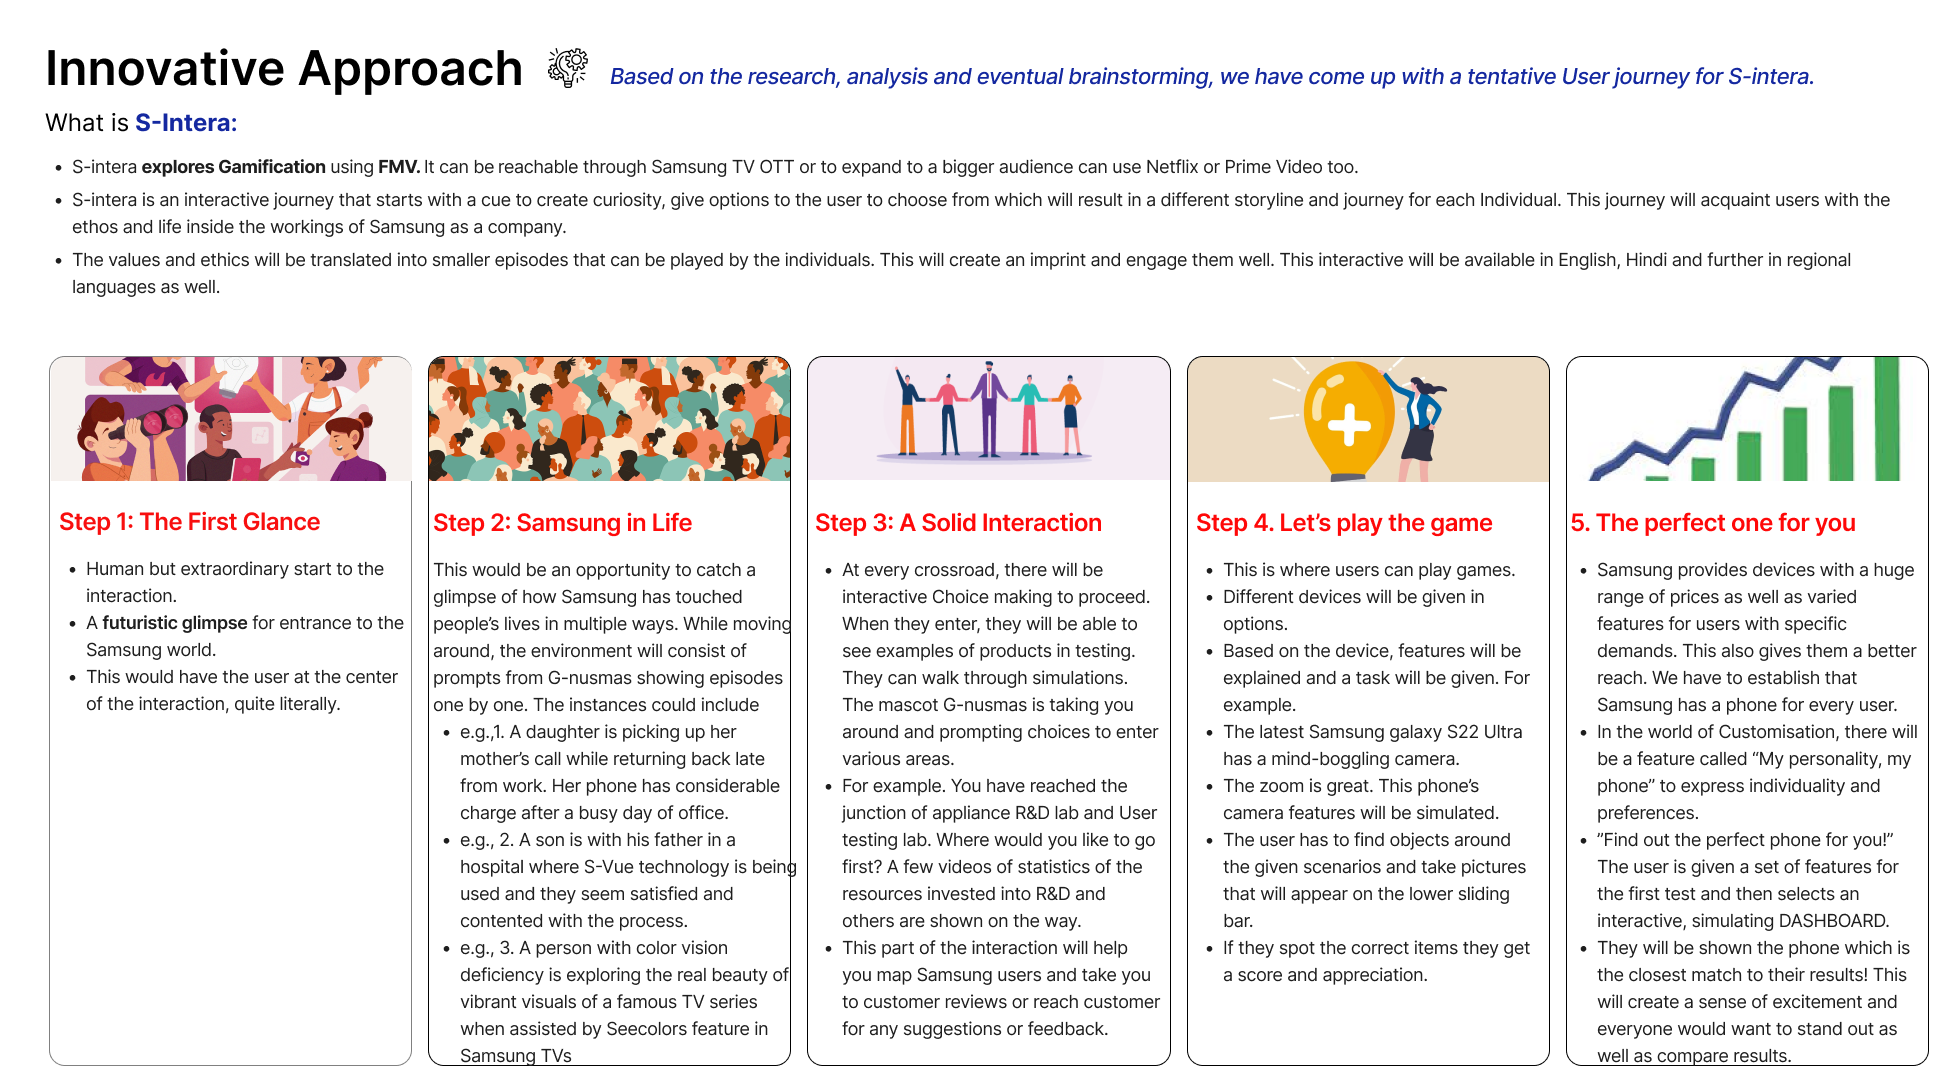 Innovative Approach
Based on the research, analysis and eventual brainstorming, we have come up with a tentative User journey for S-intera.
What is S-Intera:
• S-intera explores Gamification using FMV. It can be reachable through Samsung TV OTT or to expand to a bigger audience can use Netflix or Prime Video too.
• S-intera is an interactive journey that starts with a cue to create curiosity, give options to the user to choose from which will result in a different storyline and journey for each Individual. This journey will acquaint users with the
ethos and life inside the workings of Samsung as a company.
• The values and ethics will be translated into smaller episodes that can be played by the individuals. This will create an imprint and engage them well. This interactive will be available in English, Hindi and further in regional
languages as well.
Step 1: The First Glance
• Human but extraordinary start to the
interaction.
• A futuristic glimpse for entrance to the
Samsung world.
• This would have the user at the center
of the interaction, quite literally.
Step 2: Samsung in Life
This would be an opportunity to catch a
glimpse of how Samsung has touched
people's lives in multiple ways. While moving
around, the environment will consist of
prompts from G-nusmas showing episodes
one by one. The instances could include
• e.g.,1. A daughter is picking up her
mother's call while returning back late
from work. Her phone has considerable
charge after a busy day of office.
• e.g., 2. A son is with his father in a
hospital where S-Vue technology is being
used and they seem satisfied and
contented with the process.
• e.g., 3. A person with color vision
deficiency is exploring the real beauty of
vibrant visuals of a famous TV series
when assisted by Seecolors feature in
Samsung TVs
Step 3: A Solid Interaction
• At every crossroad, there will be
interactive Choice making to proceed.
When they enter, they will be able to
see examples of products in testing.
They can walk through simulations.
The mascot G-nusmas is taking you
around and prompting choices to enter
various areas.
• For example. You have reached the
junction of appliance R&D lab and User
testing lab. Where would you like to go
first? A few videos of statistics of the
resources invested into R&D and
others are shown on the way.
• This part of the interaction will help
you map Samsung users and take you
to customer reviews or reach customer
for any suggestions or feedback.
Step 4. Let's play the game
• This is where users can play games.
• Different devices will be given in
options.
• Based on the device, features will be
explained and a task will be given. For
example.
• The latest Samsung galaxy S22 Ultra
has a mind-boggling camera.
• The zoom is great. This phone's
camera features will be simulated.
• The user has to find objects around
the given scenarios and take pictures
that will appear on the lower sliding
bar.
• If they spot the correct items they get
a score and appreciation.
5. The perfect one for you
• Samsung provides devices with a huge
range of prices as well as varied
features for users with specific
demands. This also gives them a better
reach. We have to establish that
Samsung has a phone for every user.
• In the world of Customisation, there will
be a feature called “My personality, my
phone” to express individuality and
preferences.
• ”Find out the perfect phone for you!”
The user is given a set of features for
the first test and then selects an
interactive, simulating DASHBOARD.
• They will be shown the phone which is
the closest match to their results! This
will create a sense of excitement and
everyone would want to stand out as
well as compare results.